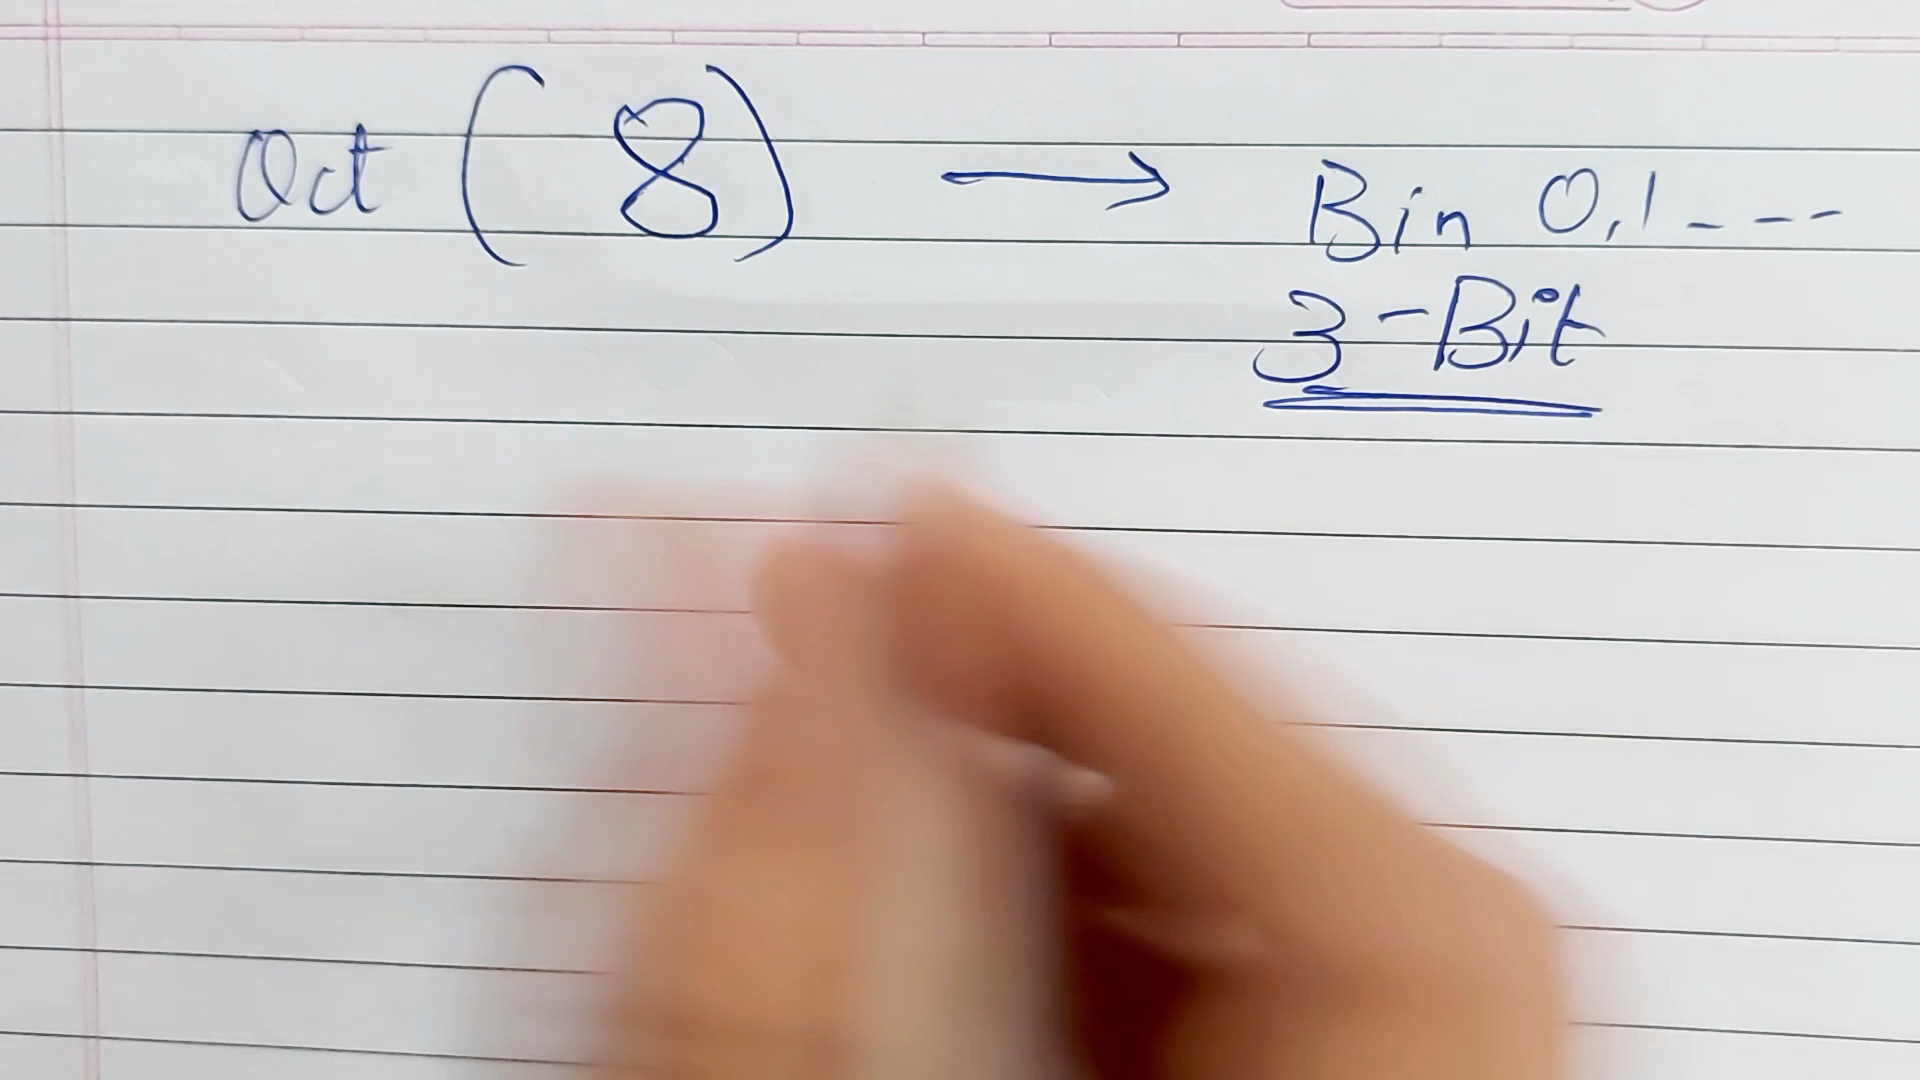 Oct ( 8 ) → Bin 0,1 - - - -
3-Bit